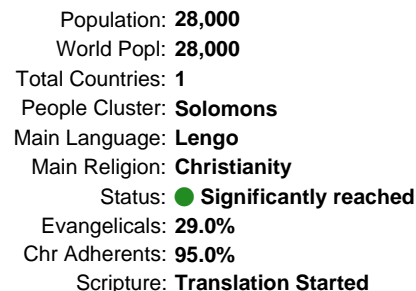 Population: 28,000
World Popl: 28,000
Total Countries: 1
People Cluster: Solomons
Main Language: Lengo
Main Religion: Christianity
Status: Significantly reached
Evangelicals: 29.0%
Chr Adherents: 95.0%
Scripture: Translation Started